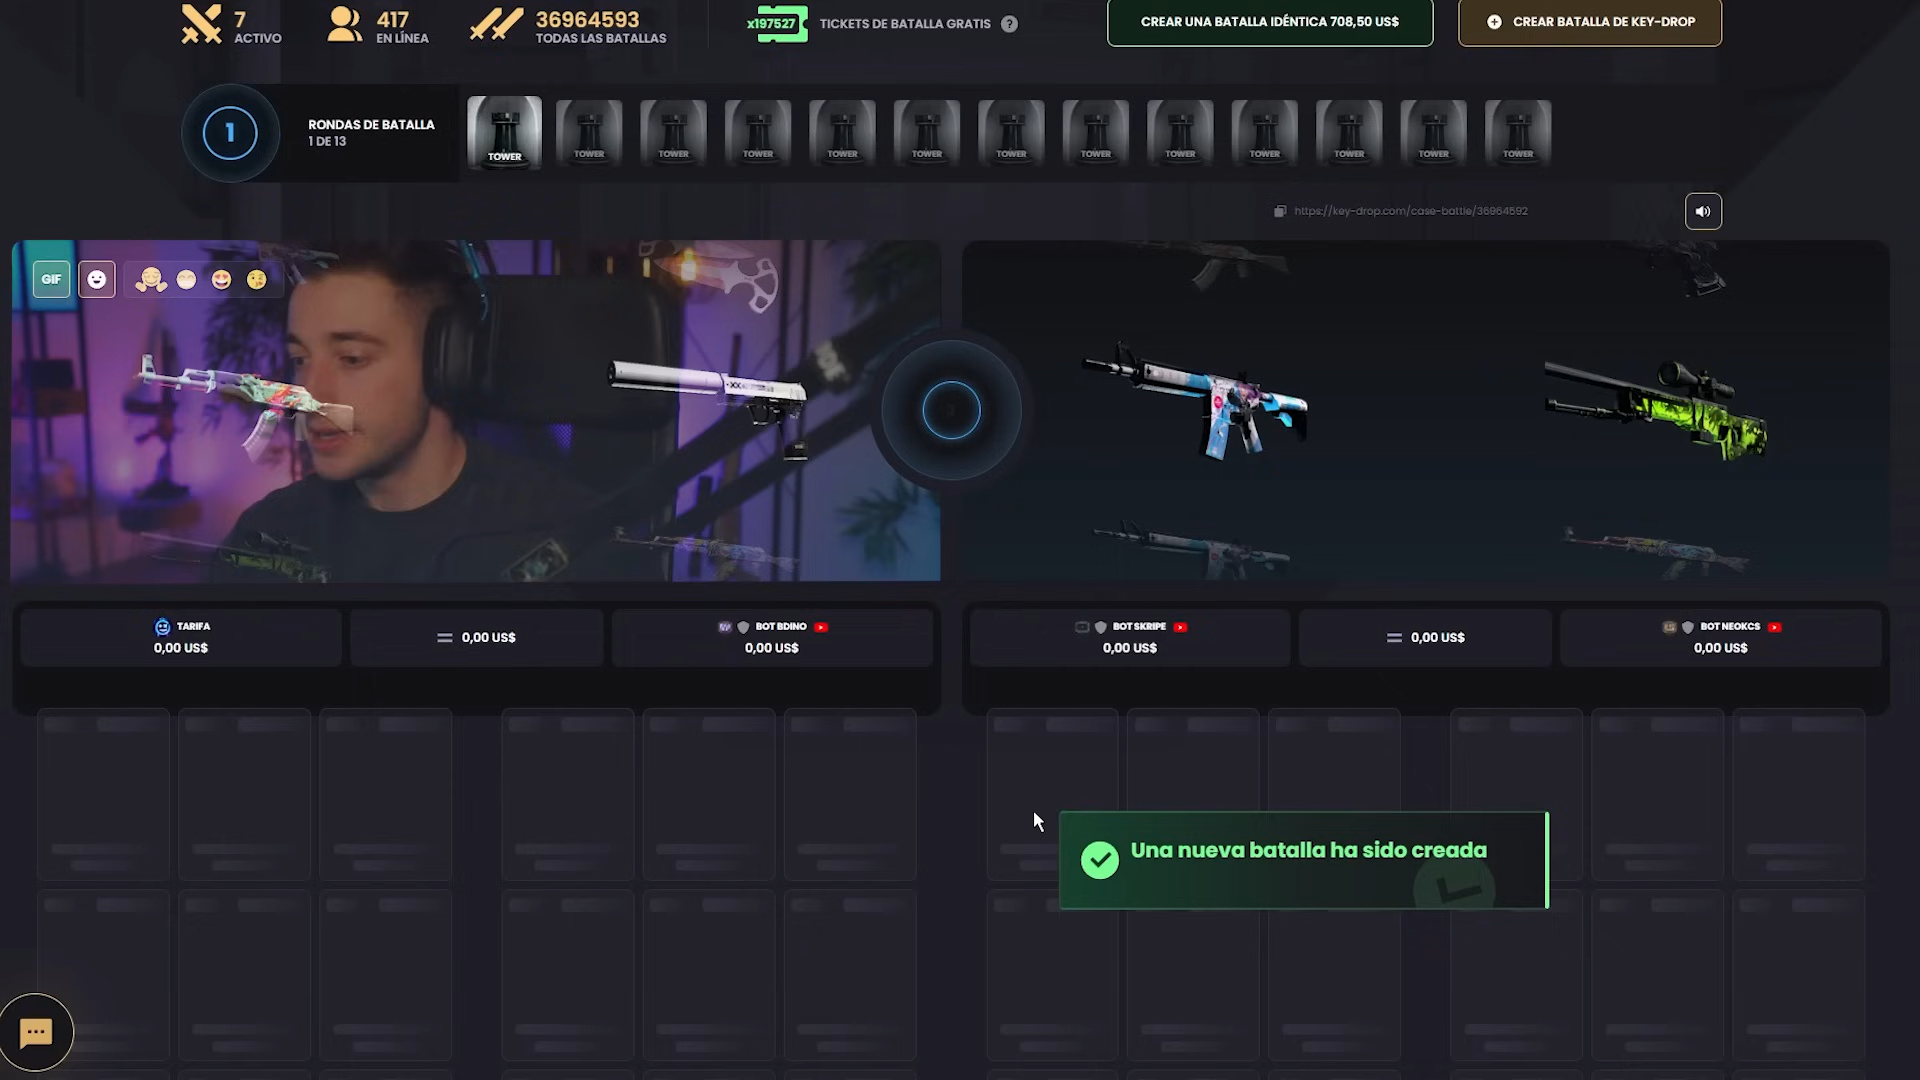 7
ACTIVO
417
EN LÍNEA
36964593
TODAS LAS BATALLAS
x197527
TICKETS DE BATALLA GRATIS ?
CREAR UNA BATALLA IDÉNTICA 708,50 US$
CREAR BATALLA DE KEY-DROP
1
RONDAS DE BATALLA
1 DE 13
TOWER
TOWER
TOWER
TOWER
TOWER
TOWER
TOWER
TOWER
TOWER
TOWER
TOWER
TOWER
TOWER
https://key-drop.com/case-battle/36964592
GIF
TARIFA
0,00 US$
0,00 US$
BOT BDINO
0,00 US$
BOT SKRIPE
0,00 US$
0,00 US$
BOT NEOKCS
0,00 US$
Una nueva batalla ha sido creada